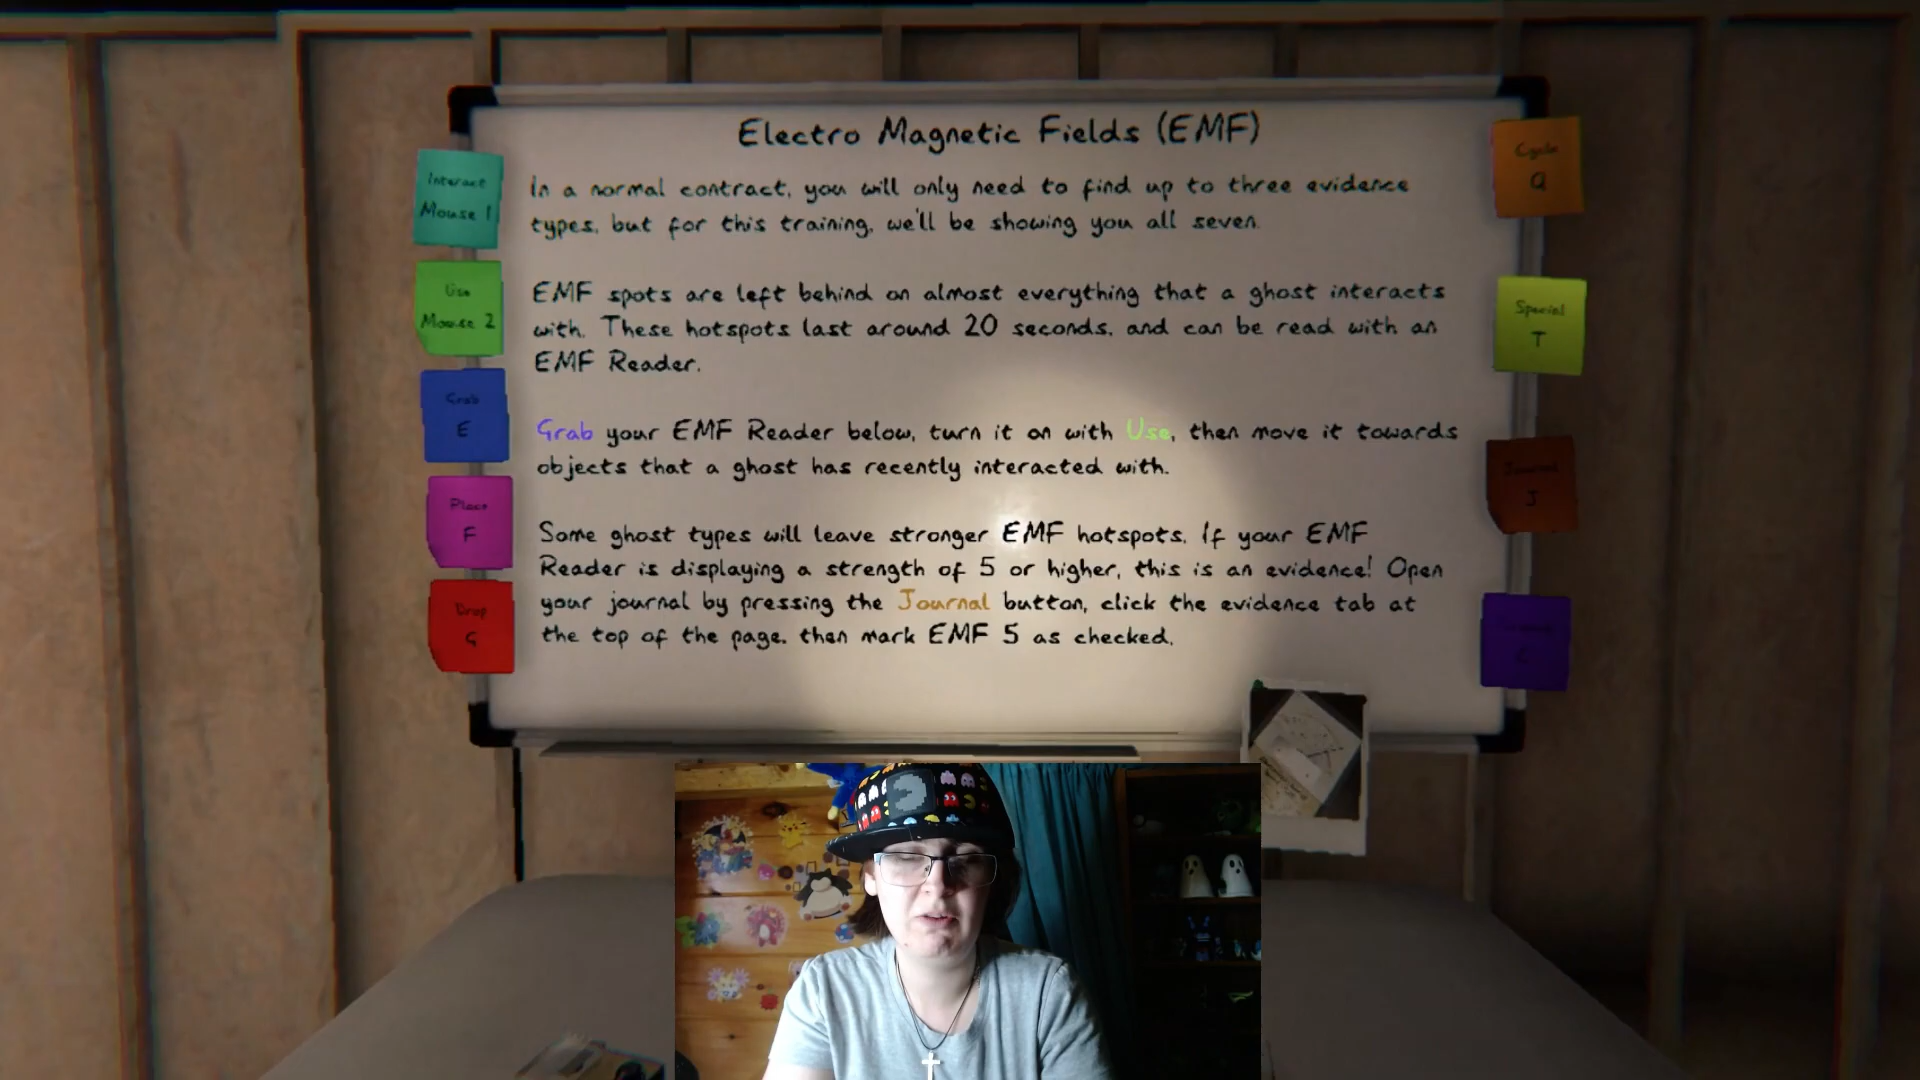 Electro Magnetic Fields (EMF)
In a normal contract, you will only need to find up to three evidence
types, but for this training, we'll be showing you all seven.
EMF spots are left behind on almost everything that a ghost interacts
with. These hotspots last around 20 seconds, and can be read with an
EMF Reader.
Grab your EMF Reader below, turn it on with Use, then move it towards
objects that a ghost has recently interacted with.
Some ghost types will leave stronger EMF hotspots. If your EMF
Reader is displaying a strength of 5 or higher, this is an evidence! Open
your journal by pressing the Journal button, click the evidence tab at
the top of the page, then mark EMF 5 as checked.
Interact
Mouse 1
Use
Mouse 2
Grab
E
Place
F
Drop
G
Cycle
Q
Special
T
Journal
J